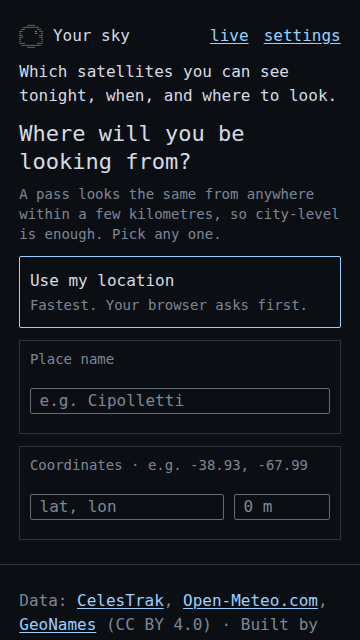 Your sky live settings
Which satellites you can see
tonight, when, and where to look.
Where will you be
looking from?
A pass looks the same from anywhere
within a few kilometres, so city-level
is enough. Pick any one.
Use my location
Fastest. Your browser asks first.
Place name
e.g. Cipolletti
Coordinates · e.g. -38.93, -67.99
lat, lon 0 m
Data: CelesTrak, Open-Meteo.com,
GeoNames (CC BY 4.0) · Built by